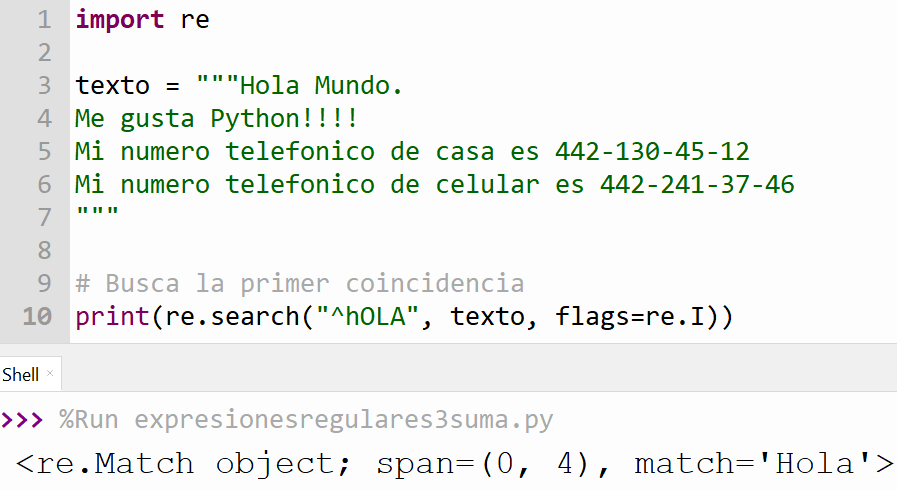 1 import re
2
3 texto = """Hola Mundo.
4 Me gusta Python!!!!
5 Mi numero telefonico de casa es 442-130-45-12
6 Mi numero telefonico de celular es 442-241-37-46
7 """
8
9 # Busca la primer coincidencia
10 print(re.search("^hOLA", texto, flags=re.I))
Shell ×
>>> %Run expresionesregulares3suma.py
<re.Match object; span=(0, 4), match='Hola'>